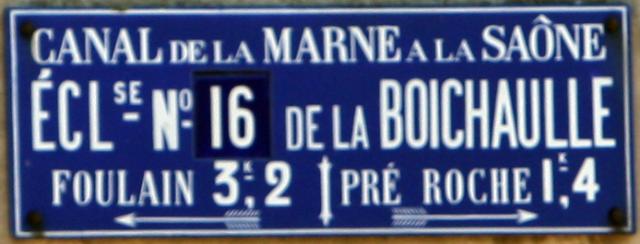 CANAL DE LA MARNE A LA SAÔNE
ÉCLSE No 16 DE LA BOICHAULLE
FOULAIN 3K,2 PRÉ ROCHE 1K,4